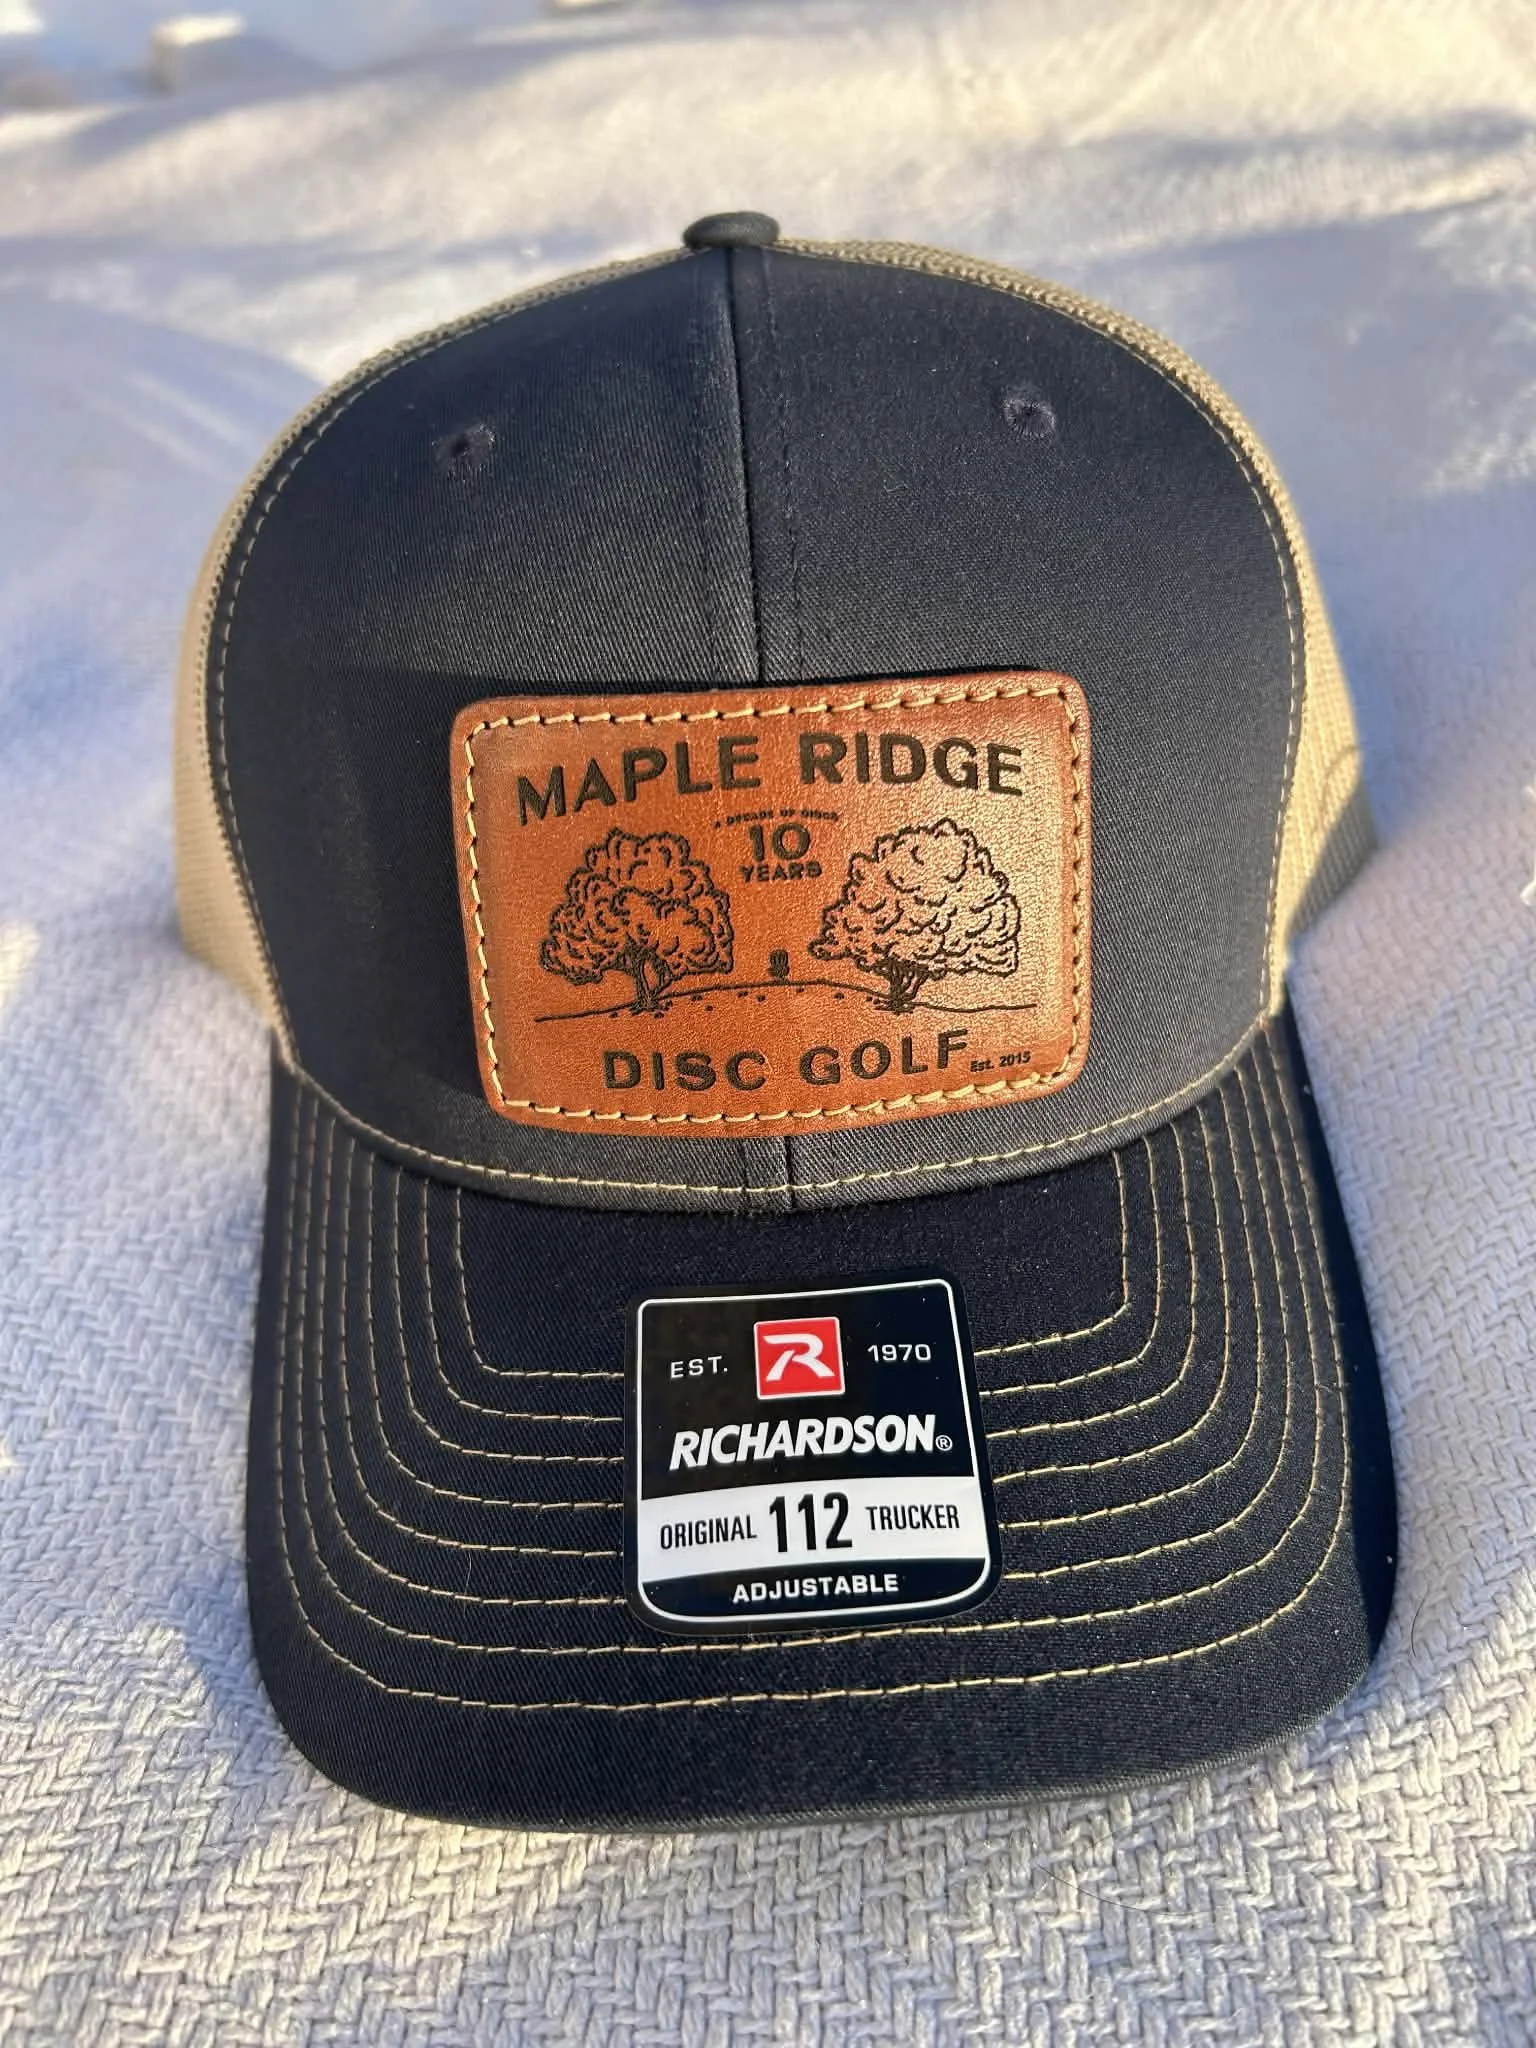 MAPLE RIDGE
A DECADE OF DISCS
10
YEARS
DISC GOLF
Est. 2015
EST. R 1970
RICHARDSON®
ORIGINAL 112 TRUCKER
ADJUSTABLE